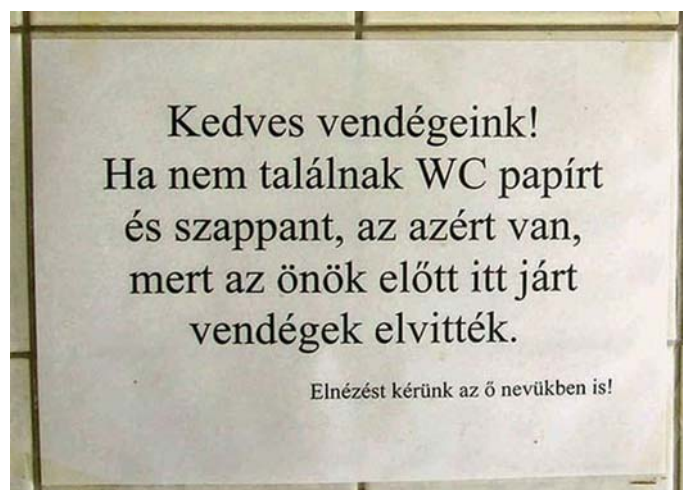 Kedves vendégeink!
Ha nem találnak WC papírt
és szappant, az azért van,
mert az önök előtt itt járt
vendégek elvitték.
Elnézést kérünk az ő nevükben is!